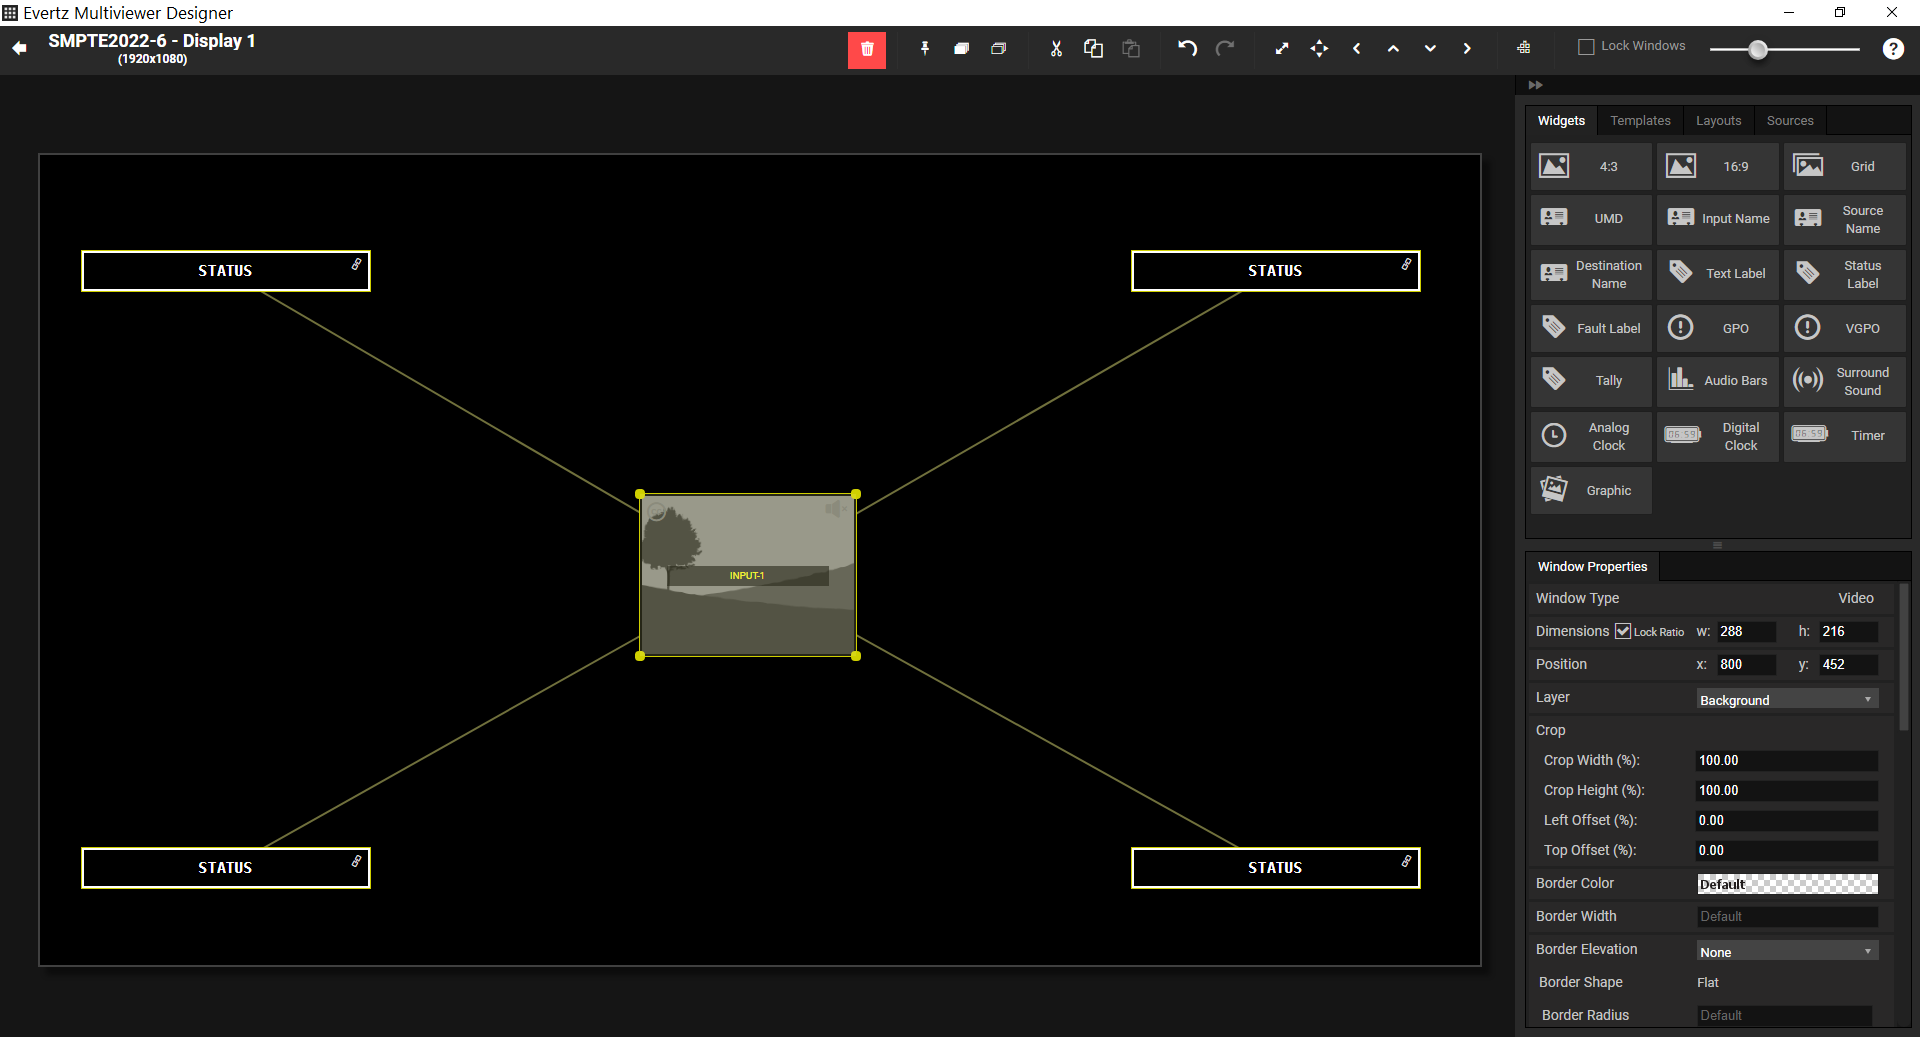 Evertz Multiviewer Designer
SMPTE2022-6 - Display 1
(1920x1080)
Lock Windows
?
Widgets
Templates
Layouts
Sources
4:3
16:9
Grid
UMD
Input Name
Source
Name
Destination
Name
Text Label
Status
Label
Fault Label
GPO
VGPO
Tally
Audio Bars
Surround
Sound
Analog
Clock
06:59
Digital
Clock
06:59
Timer
Graphic
STATUS
STATUS
INPUT-1
STATUS
STATUS
Window Properties
Window Type Video
Dimensions Lock Ratio w: 288 h: 216
Position x: 800 y: 452
Layer Background
Crop
Crop Width (%): 100.00
Crop Height (%): 100.00
Left Offset (%): 0.00
Top Offset (%): 0.00
Border Color Default
Border Width Default
Border Elevation None
Border Shape Flat
Border Radius Default